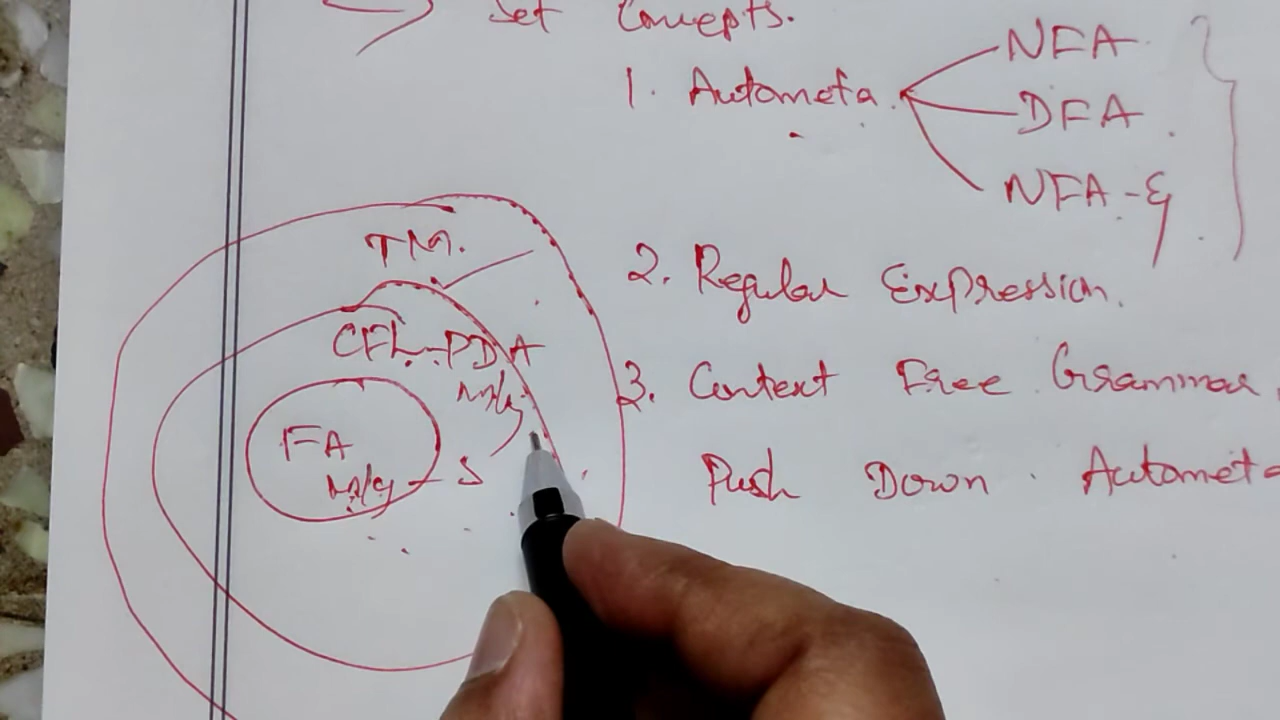 Set Concepts.
1. Autometa.
NFA
DFA
NFA-ε
2. Regular Expression.
3. Context Free Grammar.
Push Down Autometa
TM.
CFL-PDA
m/y
FA
m/y - S